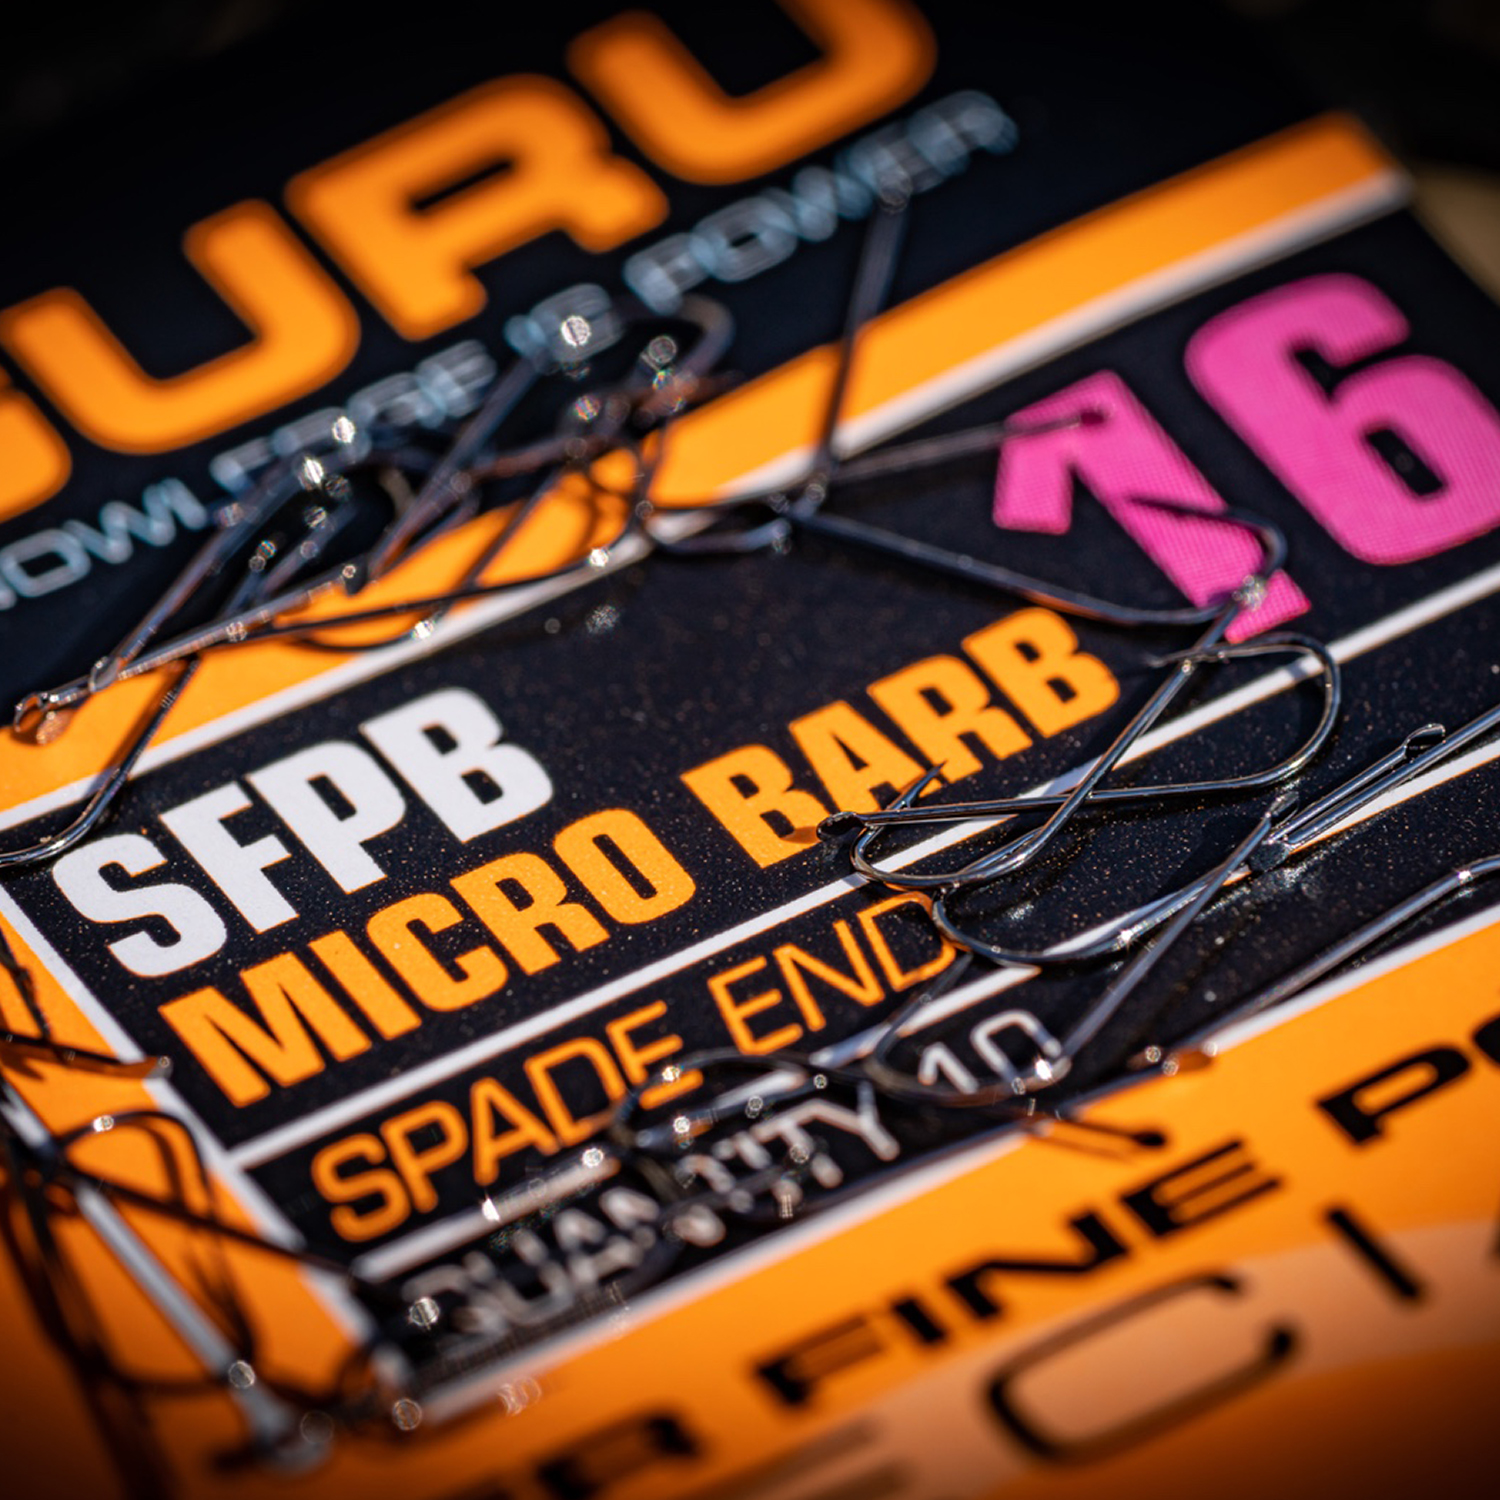 GURU
KNOWLEDGE IS POWER
16
SFPB
MICRO BARB
SPADE END
10
QUANTITY
FINE